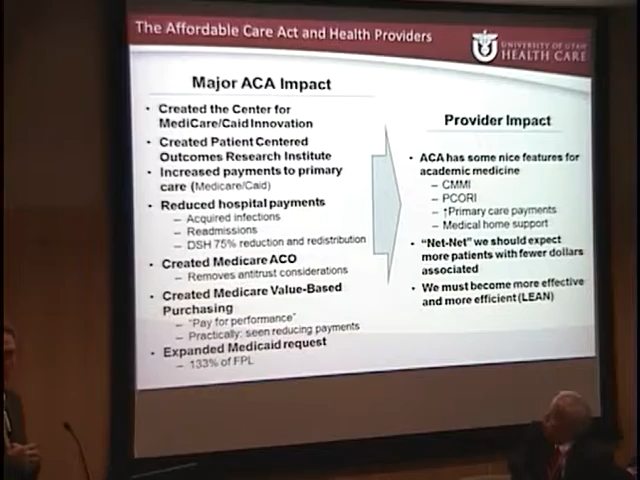 The Affordable Care Act and Health Providers
UNIVERSITY OF UTAH
HEALTH CARE
Major ACA Impact
• Created the Center for
MediCare/Caid Innovation
• Created Patient Centered
Outcomes Research Institute
• Increased payments to primary
care (Medicare/Caid)
• Reduced hospital payments
– Acquired infections
– Readmissions
– DSH 75% reduction and redistribution
• Created Medicare ACO
– Removes antitrust considerations
• Created Medicare Value-Based
Purchasing
– "Pay for performance"
– Practically: seen reducing payments
• Expanded Medicaid request
– 133% of FPL
Provider Impact
• ACA has some nice features for
academic medicine
– CMMI
– PCORI
– ↑Primary care payments
– Medical home support
• "Net-Net" we should expect
more patients with fewer dollars
associated
• We must become more effective
and more efficient (LEAN)